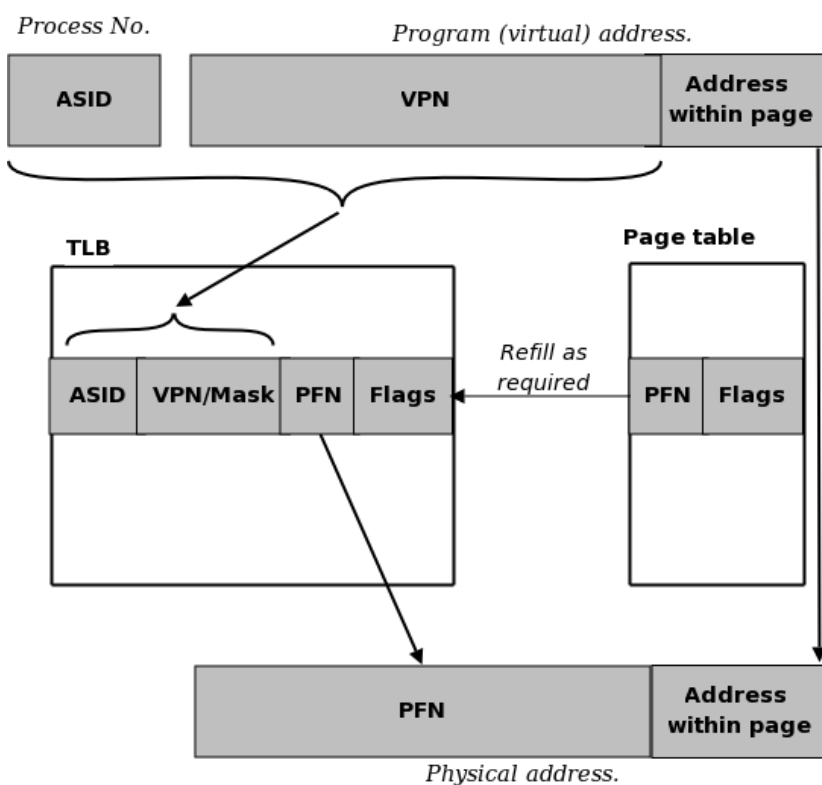 Process No.
Program (virtual) address.
ASID
VPN
Address
within page
TLB
Page table
Refill as
required
ASID
VPN/Mask
PFN
Flags
PFN
Flags
PFN
Address
within page
Physical address.